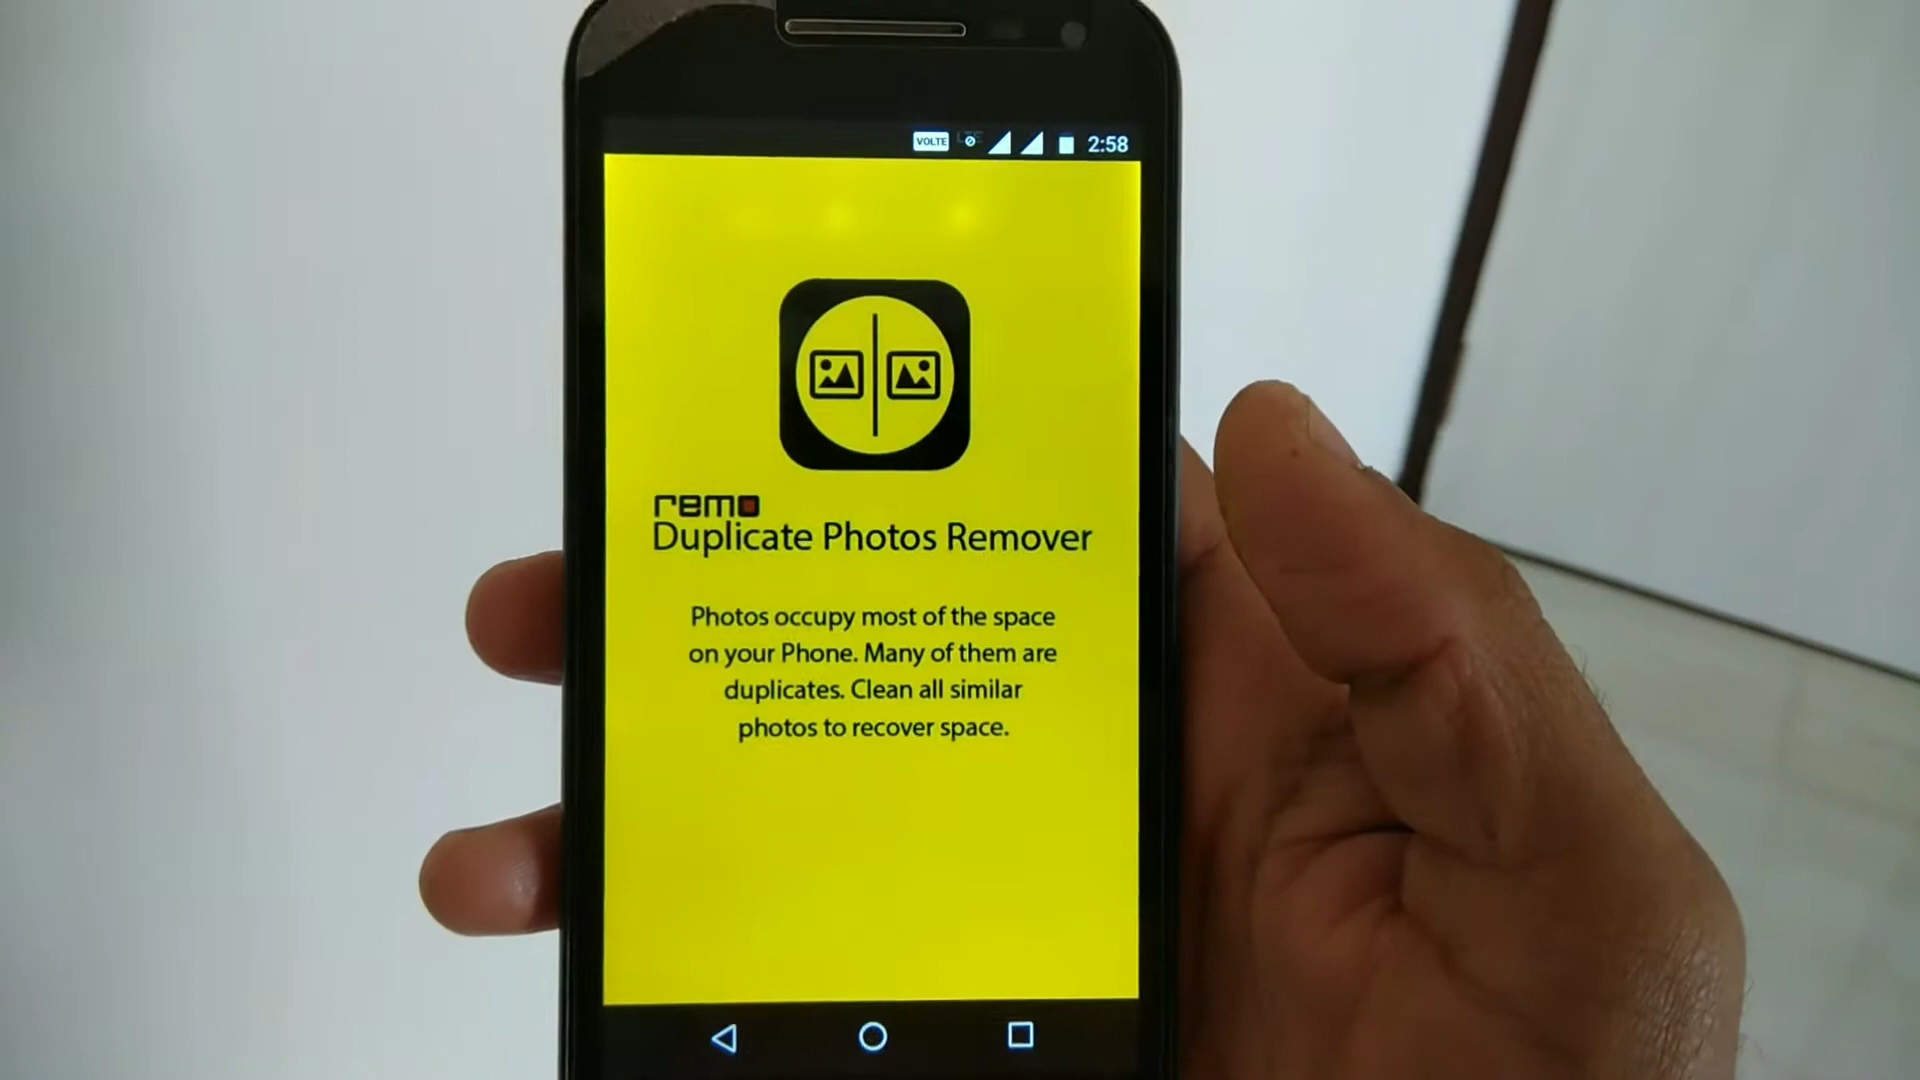 VOLTE LTE 2:58
remo
Duplicate Photos Remover
Photos occupy most of the space
on your Phone. Many of them are
duplicates. Clean all similar
photos to recover space.